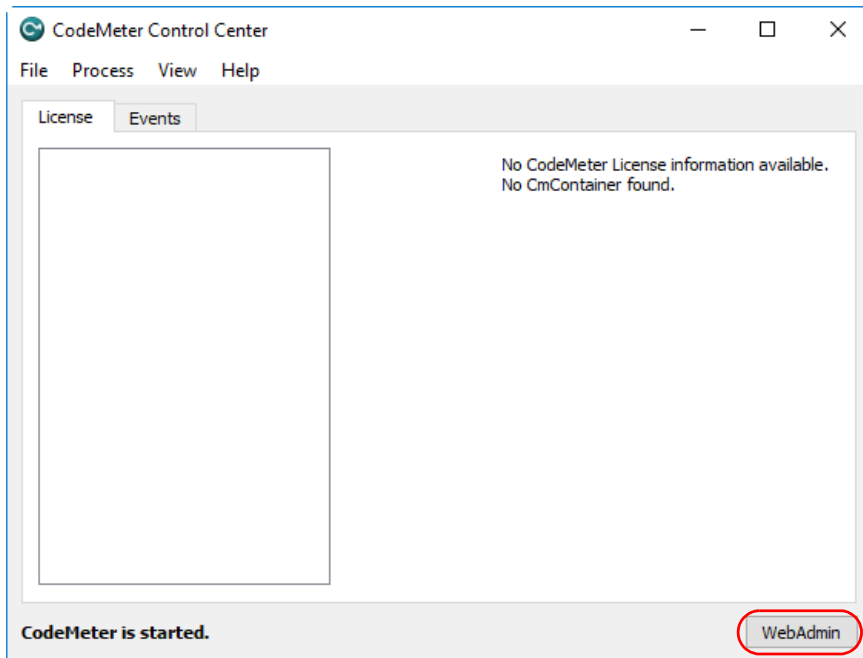 CodeMeter Control Center
File Process View Help
License Events
No CodeMeter License information available.
No CmContainer found.
CodeMeter is started.
WebAdmin